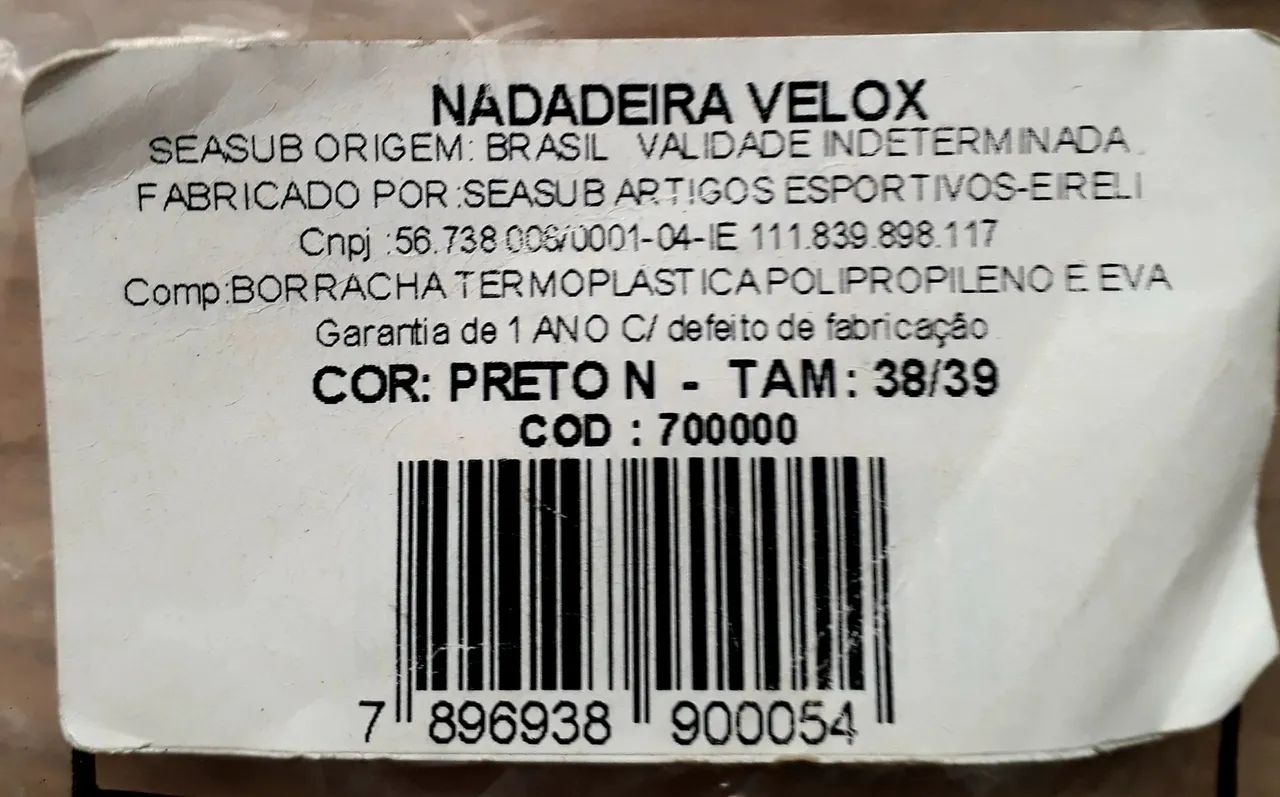 NADADEIRA VELOX
SEASUB ORIGEM: BRASIL VALIDADE INDETERMINADA
FABRICADO POR:SEASUB ARTIGOS ESPORTIVOS-EIRELI
Cnpj :56.738.006/0001-04-IE 111.839.898.117
Comp:BORRACHA TERMOPLASTICA POLIPROPILENO E EVA
Garantia de 1 ANO C/ defeito de fabricação
COR: PRETO N - TAM: 38/39
COD : 700000
7 896938 900054